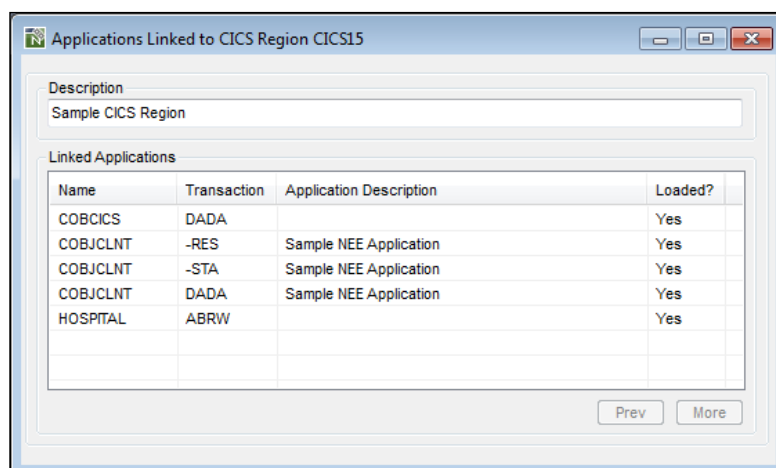 Applications Linked to CICS Region CICS15
Description
Sample CICS Region
Linked Applications
Name Transaction Application Description Loaded?
COBCICS DADA Yes
COBJCLNT -RES Sample NEE Application Yes
COBJCLNT -STA Sample NEE Application Yes
COBJCLNT DADA Sample NEE Application Yes
HOSPITAL ABRW Yes
Prev More